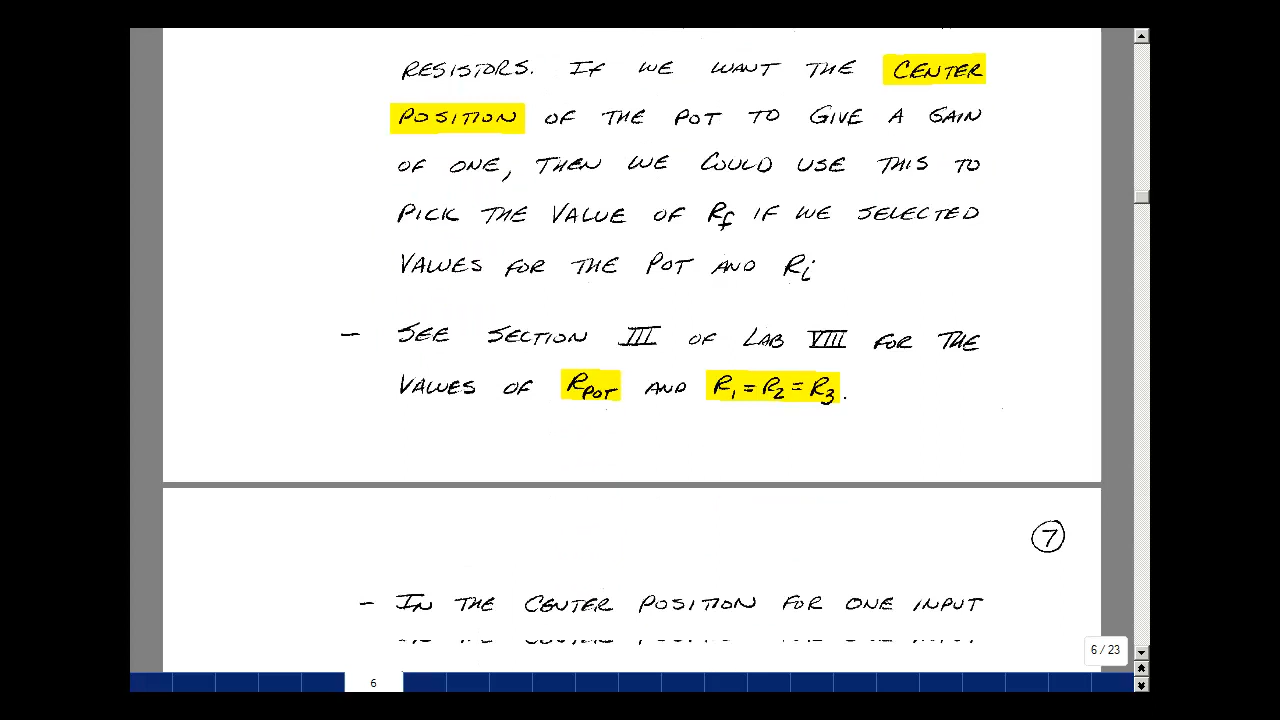 RESISTORS. IF WE WANT THE CENTER
POSITION OF THE POT TO GIVE A GAIN
OF ONE, THEN WE COULD USE THIS TO
PICK THE VALUE OF Rf IF WE SELECTED
VALUES FOR THE POT AND Ri
— SEE SECTION III OF LAB VIII FOR THE
VALUES OF RPOT AND R1 = R2 = R3.
7
— IN THE CENTER POSITION FOR ONE INPUT
6 / 23
6